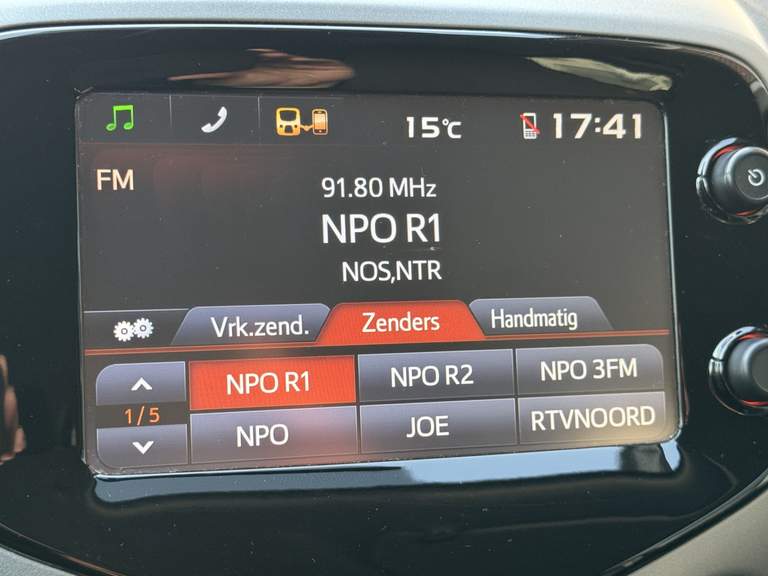 15°C 17:41
FM
91.80 MHz
NPO R1
NOS,NTR
Vrk.zend. Zenders Handmatig
NPO R1 NPO R2 NPO 3FM
1/5
NPO JOE RTVNOORD